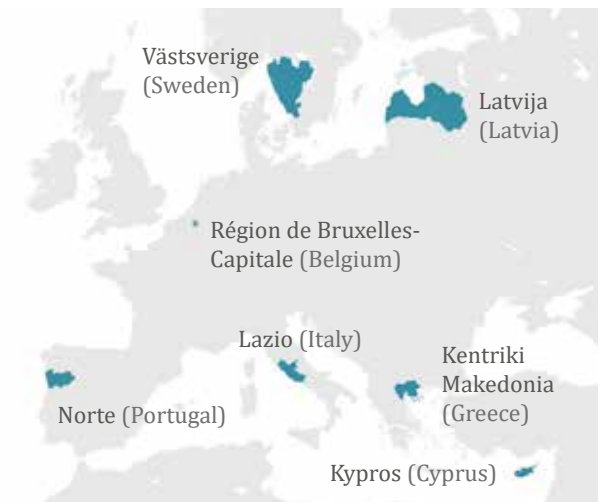 Västsverige
(Sweden)
Latvija
(Latvia)
Région de Bruxelles-
Capitale (Belgium)
Lazio (Italy)
Kentriki
Makedonia
(Greece)
Norte (Portugal)
Kypros (Cyprus)